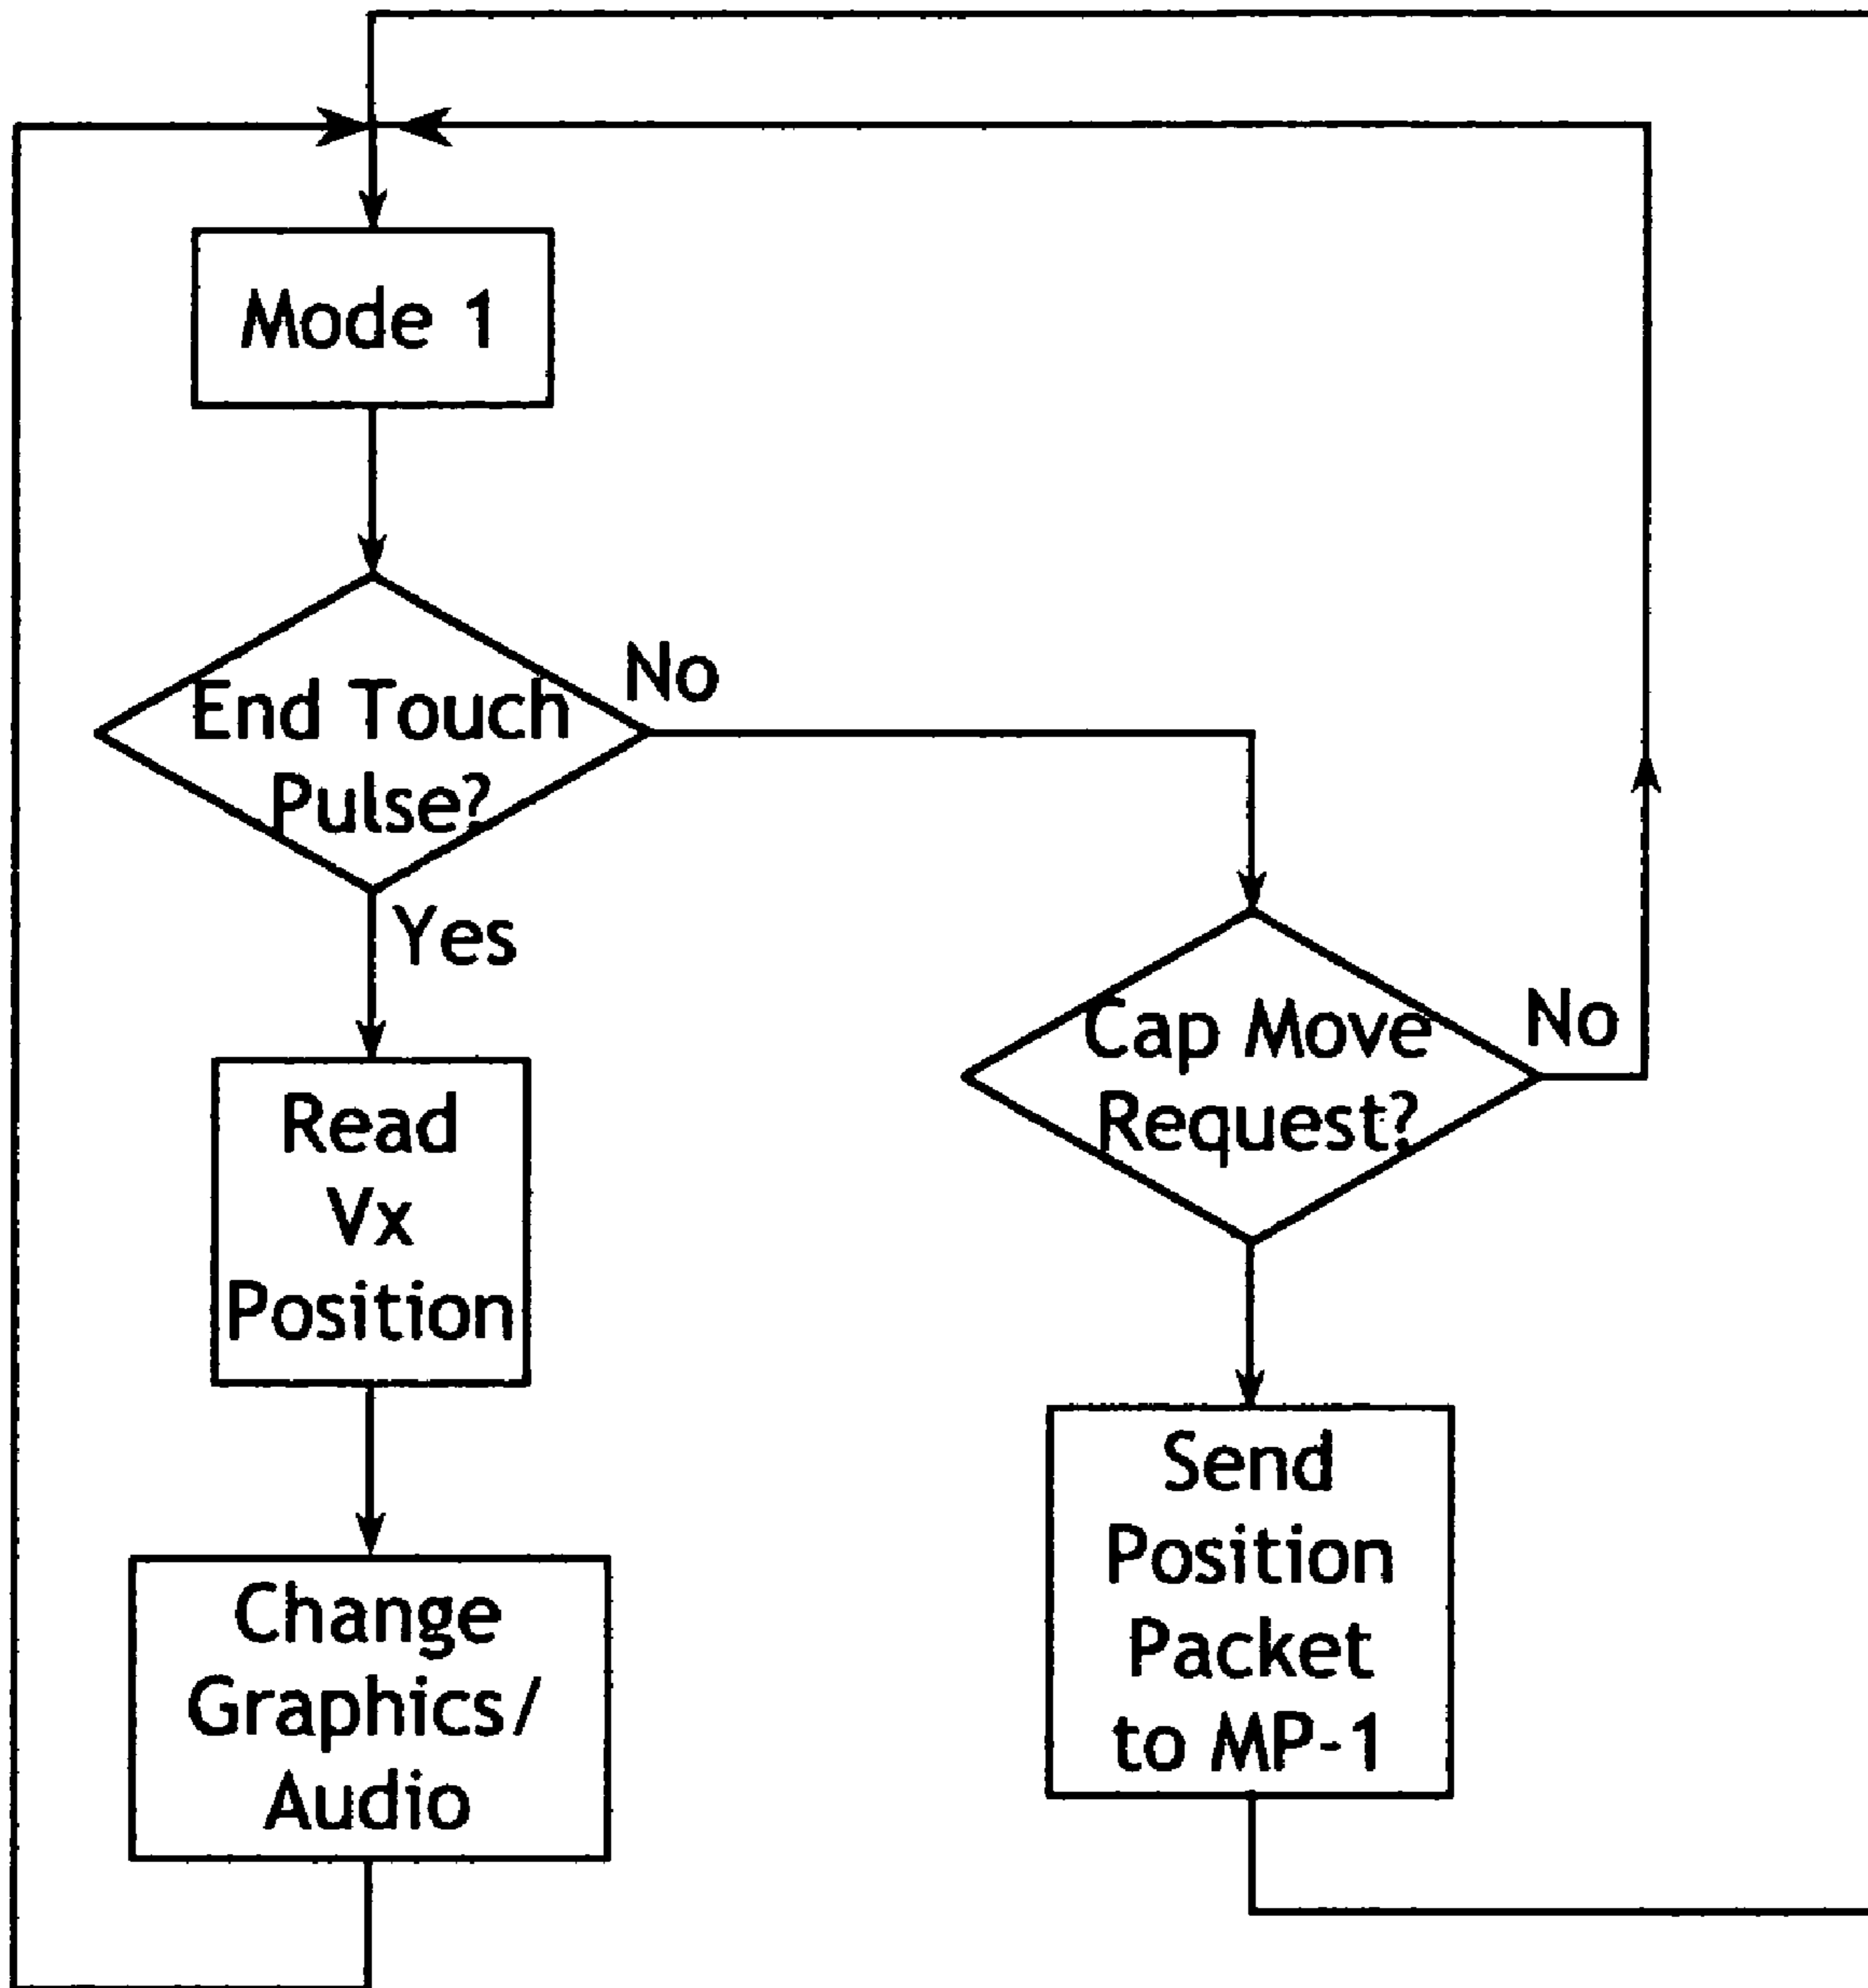 Mode 1
End Touch
Pulse?
No
Yes
Read
Vx
Position
Change
Graphics/
Audio
Cap Move
Request?
No
Send
Position
Packet
to MP-1